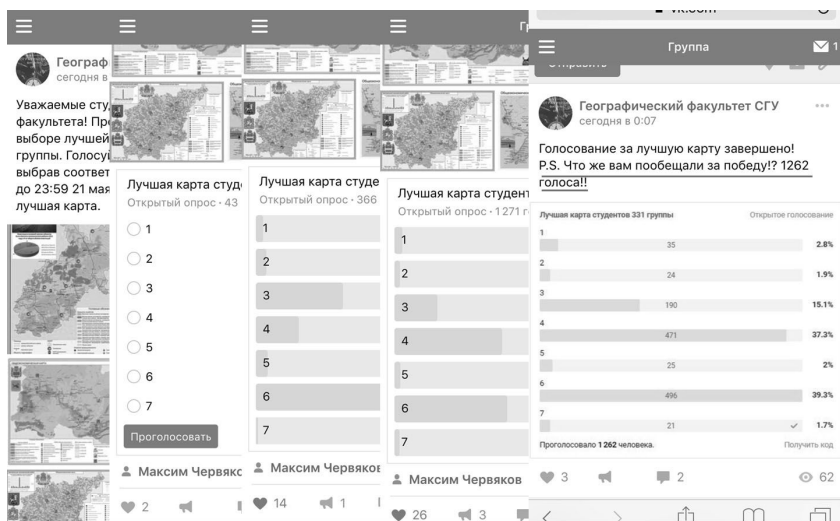 Географ
сегодня в
Уважаемые сту
факультета! Пр
выборе лучшей
группы. Голосуй
выбрав соответ
до 23:59 21 мая
лучшая карта.
Лучшая карта студ
Открытый опрос · 43
1
2
3
4
5
6
7
Проголосовать
Максим Червякс
2
Лучшая карта студе
Открытый опрос · 366
1
2
3
4
5
6
7
Максим Червяков
14
1
Гр
Лучшая карта студент
Открытый опрос · 1271 г
1
2
3
4
5
6
7
Максим Червяков
26
3
vk.com
Группа
1
Отправить
Географический факультет СГУ
сегодня в 0:07
Голосование за лучшую карту завершено!
P.S. Что же вам пообещали за победу!? 1262
голоса!!
Лучшая карта студентов 331 группы Открытое голосование
1
35 2.8%
2
24 1.9%
3
190 15.1%
4
471 37.3%
5
25 2%
6
496 39.3%
7
21 1.7%
Проголосовало 1262 человека. Получить код
3 2 62